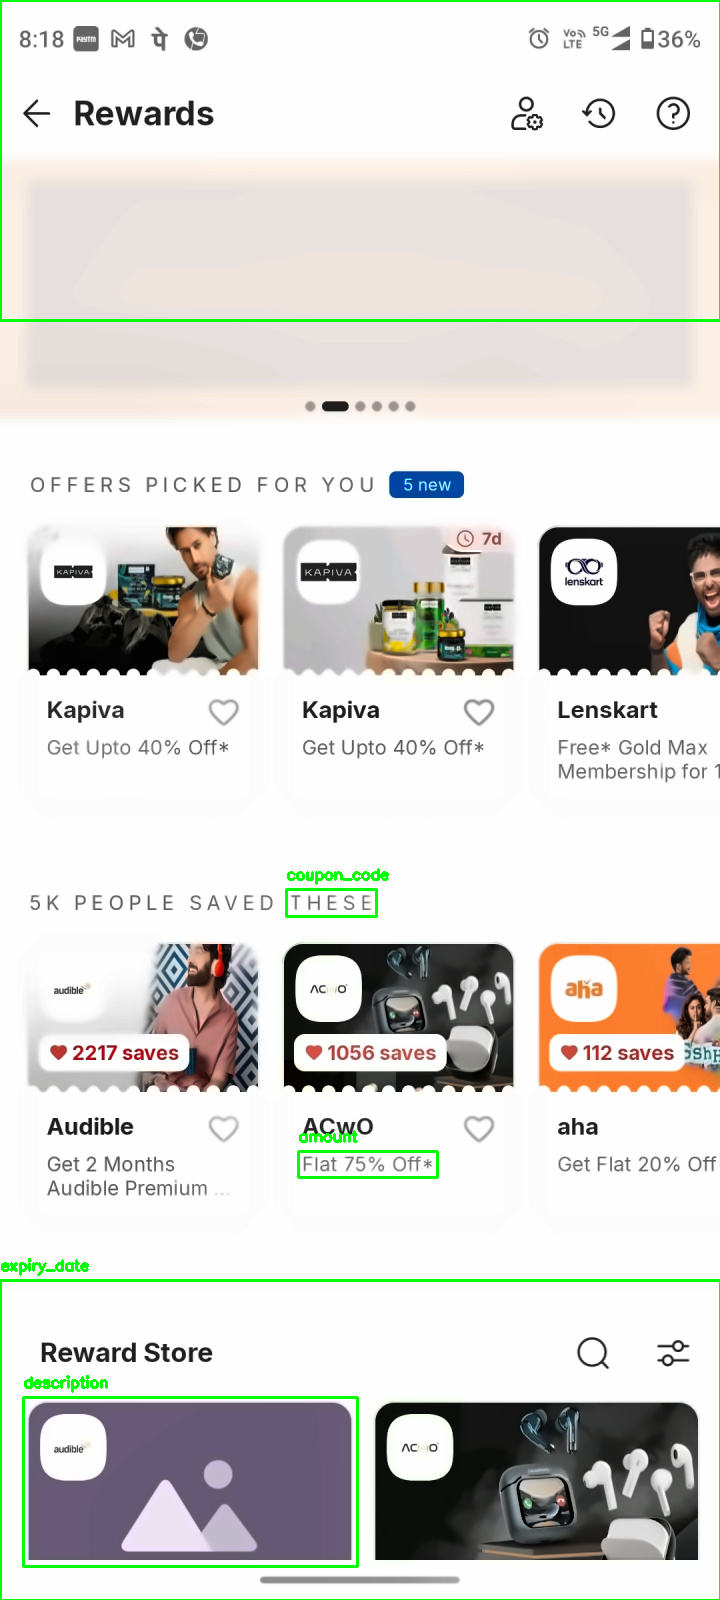 8:18 paytm 5G 36%
VoLTE
Rewards
OFFERS PICKED FOR YOU 5 new
KAPIVA
KAPIVA
7d
lenskart
Kapiva
Get Upto 40% Off*
Kapiva
Get Upto 40% Off*
Lenskart
Free* Gold Max
Membership for 1
coupon_code
5K PEOPLE SAVED THESE
audible
2217 saves
ACwO
1056 saves
aha
112 saves
Audible
Get 2 Months
Audible Premium ...
ACwO
amount
Flat 75% Off*
aha
Get Flat 20% Off
expiry_date
Reward Store
description
audible
ACwO